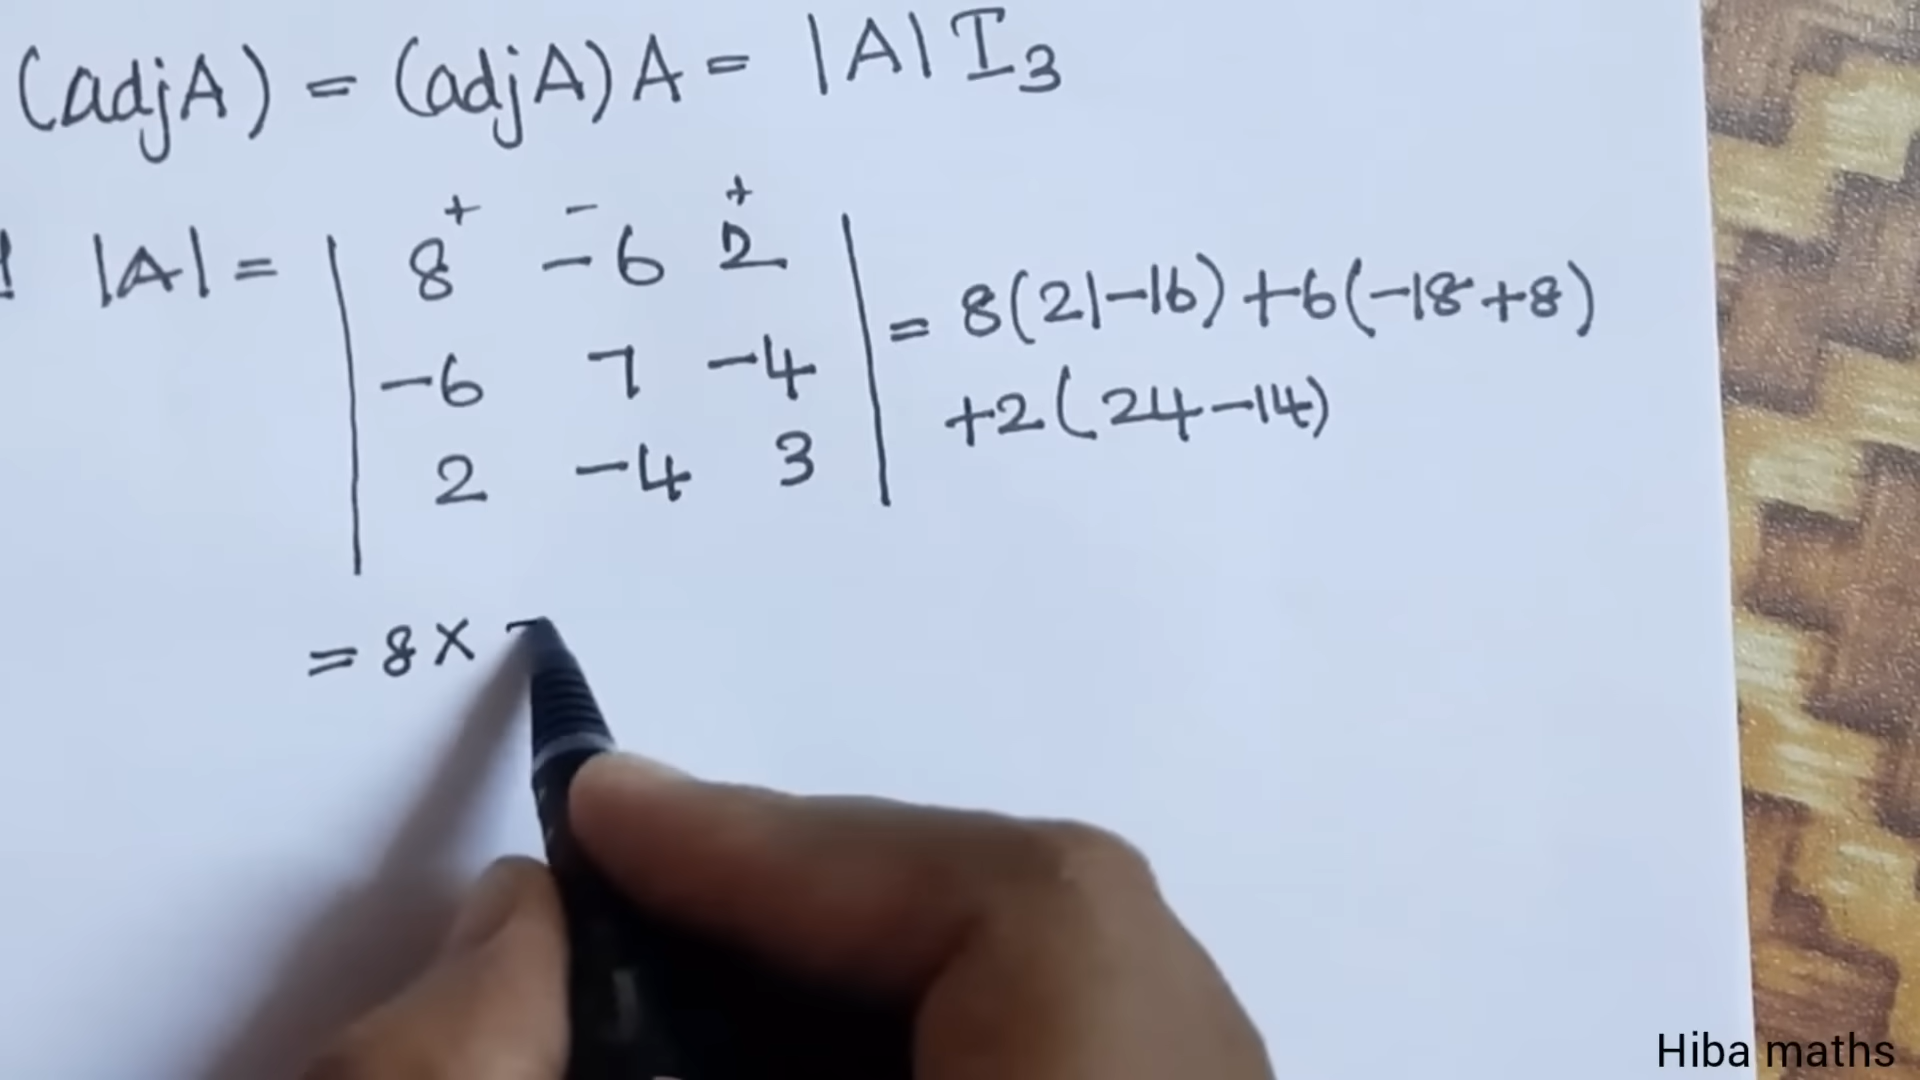 (adjA) = (adjA) A = |A| I₃
+ - +
|A| = | 8 -6 2 | = 8(21-16) +6(-18+8)
-6 7 -4 +2(24-14)
2 -4 3
= 8 ×
Hiba maths